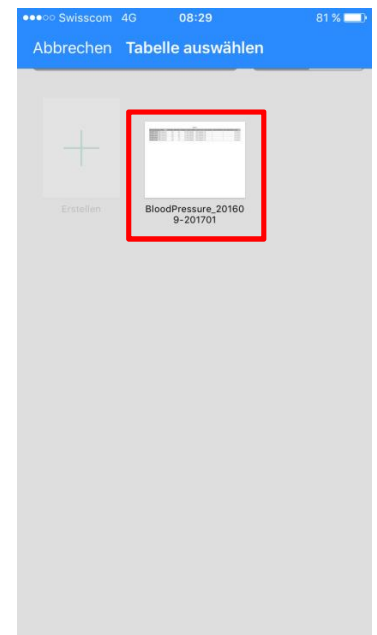 Swisscom 4G 08:29 81 %
Abbrechen Tabelle auswählen
Erstellen
BloodPressure_20160
9-201701